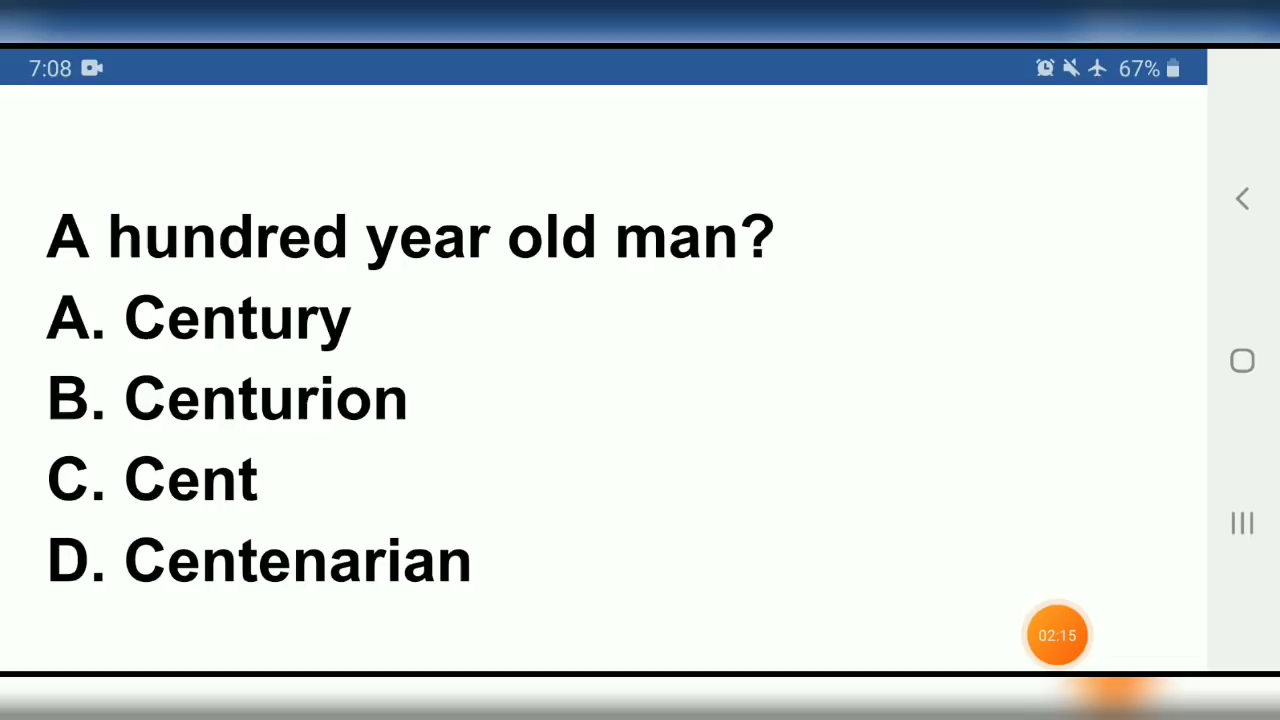 7:08 67%
A hundred year old man?
A. Century
B. Centurion
C. Cent
D. Centenarian
02:15